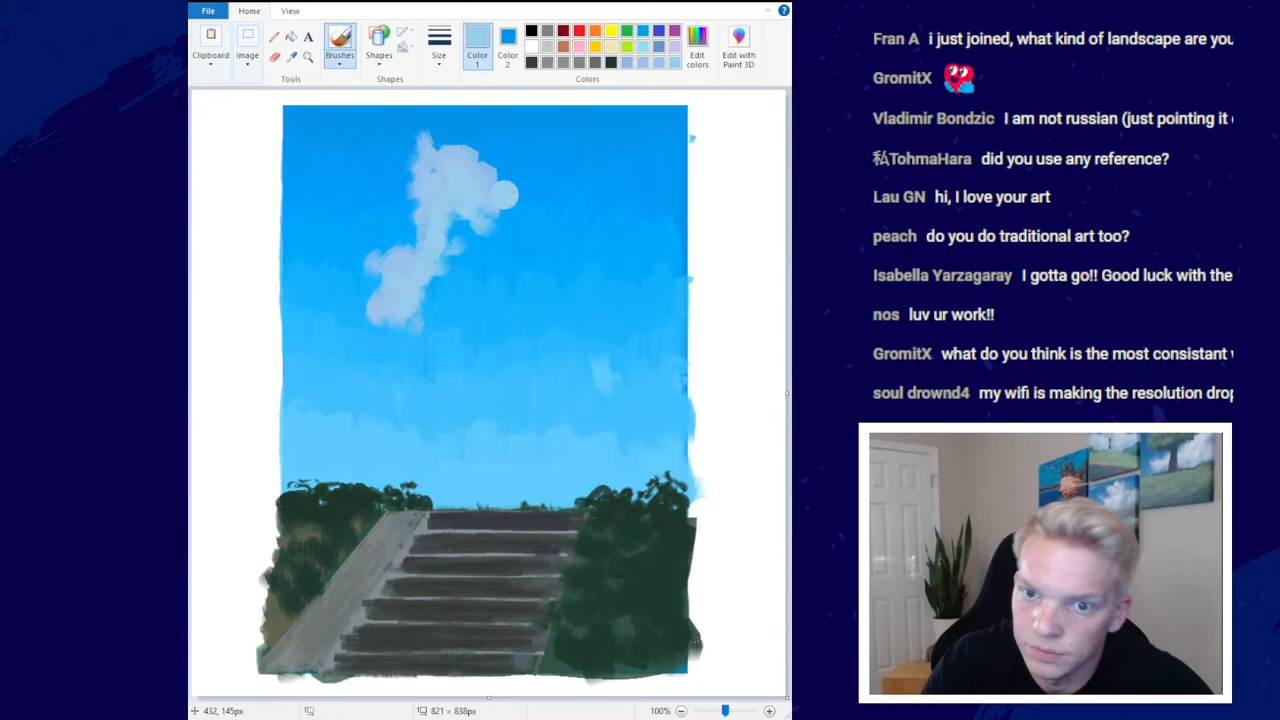 File Home View
Clipboard
Image
Tools
Brushes
Shapes
Shapes
Size
Color 1
Color 2
Edit colors
Colors
Edit with Paint 3D
432, 145px
821 × 838px
100%
Fran A i just joined, what kind of landscape are you
GromitX
Vladimir Bondzic I am not russian (just pointing it
私TohmaHara did you use any reference?
Lau GN hi, I love your art
peach do you do traditional art too?
Isabella Yarzagaray I gotta go!! Good luck with the
nos luv ur work!!
GromitX what do you think is the most consistant
soul drownd4 my wifi is making the resolution drop